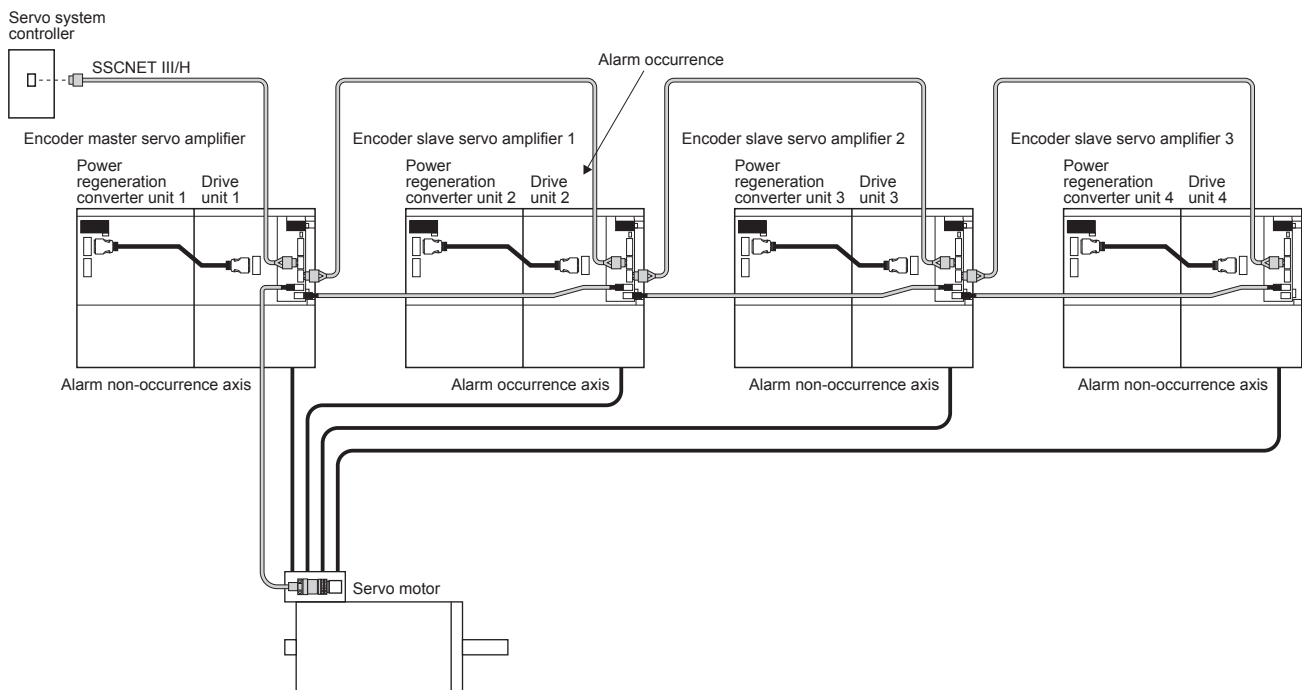 Servo system
controller
SSCNET III/H
Alarm occurrence
Encoder master servo amplifier
Encoder slave servo amplifier 1
Encoder slave servo amplifier 2
Encoder slave servo amplifier 3
Power
regeneration
converter unit 1
Drive
unit 1
Power
regeneration
converter unit 2
Drive
unit 2
Power
regeneration
converter unit 3
Drive
unit 3
Power
regeneration
converter unit 4
Drive
unit 4
Alarm non-occurrence axis
Alarm occurrence axis
Alarm non-occurrence axis
Alarm non-occurrence axis
Servo motor